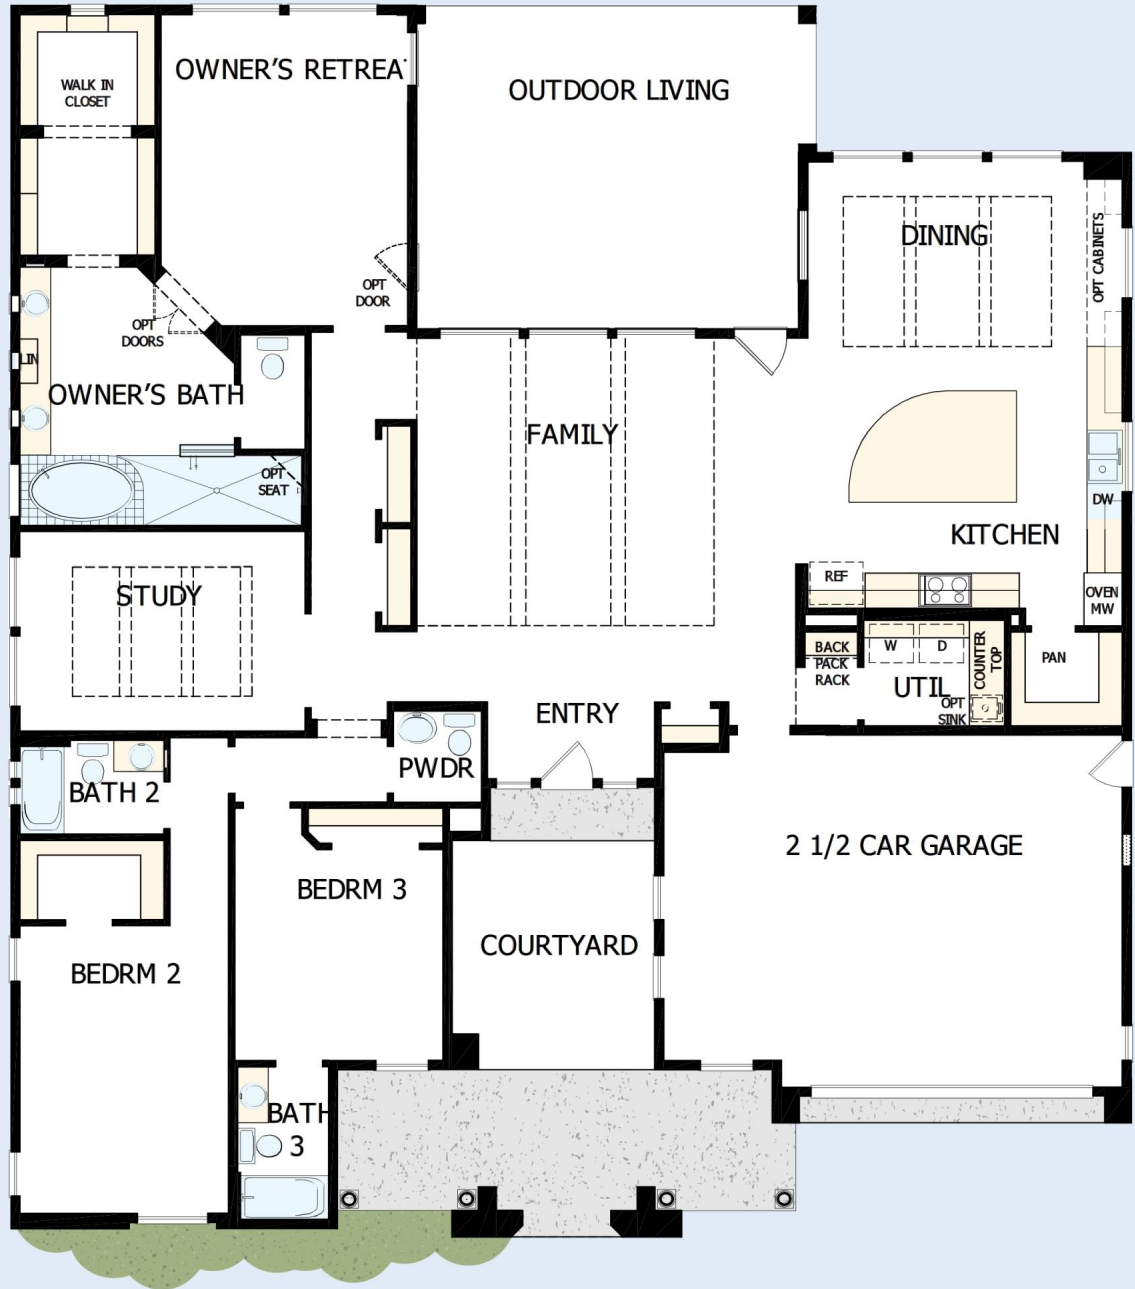 WALK IN
CLOSET
OWNER'S RETREA
OUTDOOR LIVING
DINING
OPT CABINETS
OPT
DOOR
OPT
DOORS
LIN
OWNER'S BATH
FAMILY
OPT
SEAT
DW
KITCHEN
REF
OVEN
MW
STUDY
BACK
PACK
RACK
W
D
COUNTER
TOP
PAN
UTIL
OPT
SINK
ENTRY
PWDR
BATH 2
2 1/2 CAR GARAGE
BEDRM 3
COURTYARD
BEDRM 2
BATH
3